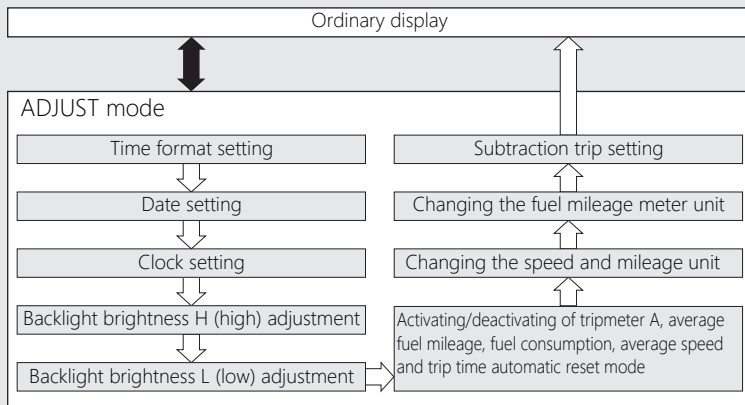 Ordinary display
ADJUST mode
Time format setting
Date setting
Clock setting
Backlight brightness H (high) adjustment
Backlight brightness L (low) adjustment
Activating/deactivating of tripmeter A, average
fuel mileage, fuel consumption, average speed
and trip time automatic reset mode
Changing the speed and mileage unit
Changing the fuel mileage meter unit
Subtraction trip setting